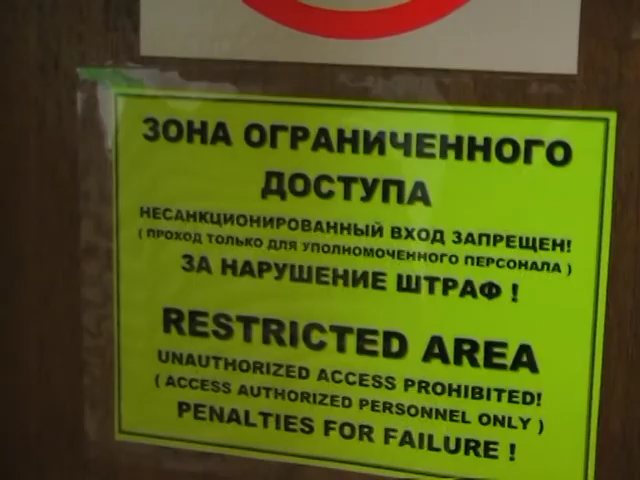 ЗОНА ОГРАНИЧЕННОГО
ДОСТУПА
НЕСАНКЦИОНИРОВАННЫЙ ВХОД ЗАПРЕЩЕН!
( ПРОХОД ТОЛЬКО ДЛЯ УПОЛНОМОЧЕННОГО ПЕРСОНАЛА )
ЗА НАРУШЕНИЕ ШТРАФ !
RESTRICTED AREA
UNAUTHORIZED ACCESS PROHIBITED!
( ACCESS AUTHORIZED PERSONNEL ONLY )
PENALTIES FOR FAILURE !